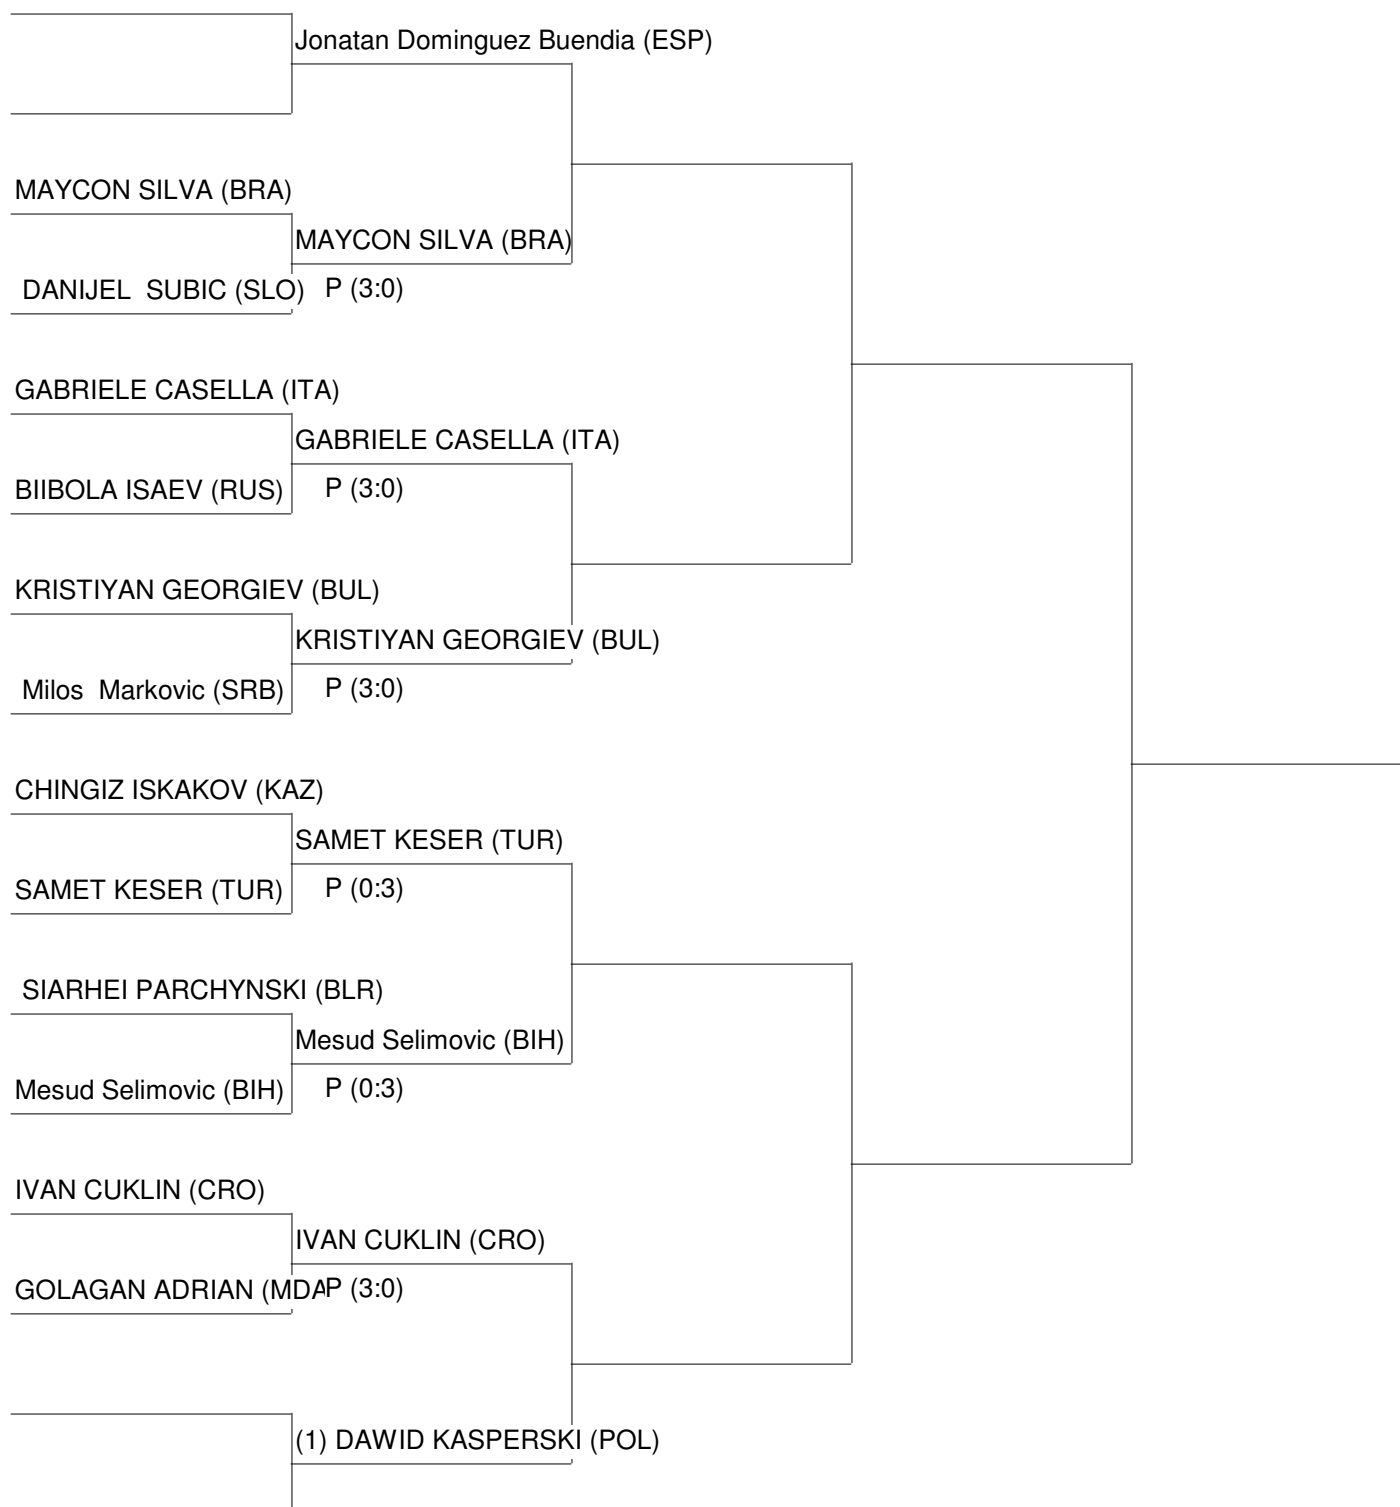 Jonatan Dominguez Buendia (ESP)
MAYCON SILVA (BRA)
MAYCON SILVA (BRA)
DANIJEL  SUBIC (SLO)
P (3:0)
GABRIELE CASELLA (ITA)
GABRIELE CASELLA (ITA)
BIIBOLA ISAEV (RUS)
P (3:0)
KRISTIYAN GEORGIEV (BUL)
KRISTIYAN GEORGIEV (BUL)
Milos  Markovic (SRB)
P (3:0)
CHINGIZ ISKAKOV (KAZ)
SAMET KESER (TUR)
SAMET KESER (TUR)
P (0:3)
SIARHEI PARCHYNSKI (BLR)
Mesud Selimovic (BIH)
Mesud Selimovic (BIH)
P (0:3)
IVAN CUKLIN (CRO)
IVAN CUKLIN (CRO)
GOLAGAN ADRIAN (MDA
P (3:0)
(1) DAWID KASPERSKI (POL)